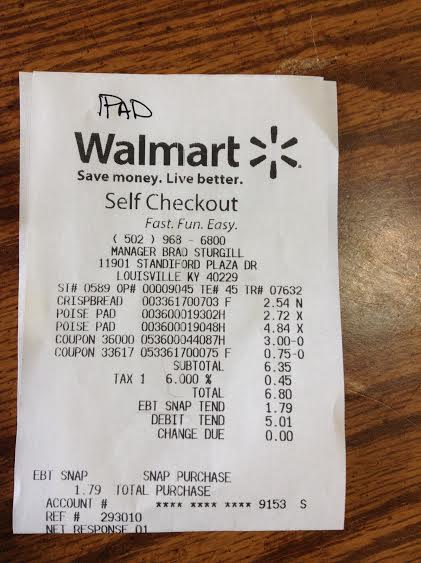 IPAD
Walmart
Save money. Live better.
Self Checkout
Fast. Fun. Easy.
( 502 ) 968 - 6800
MANAGER BRAD STURGILL
11901 STANDIFORD PLAZA DR
LOUISVILLE KY 40229
ST# 0589 OP# 00009045 TE# 45 TR# 07632
CRISPBREAD 003361700703 F 2.54 N
POISE PAD 003600019302H 2.72 X
POISE PAD 003600019048H 4.84 X
COUPON 36000 053600044087H 3.00-O
COUPON 33617 053361700075 F 0.75-O
SUBTOTAL 6.35
TAX 1 6.000 % 0.45
TOTAL 6.80
EBT SNAP TEND 1.79
DEBIT TEND 5.01
CHANGE DUE 0.00
EBT SNAP SNAP PURCHASE
1.79 TOTAL PURCHASE
ACCOUNT # **** **** **** 9153 S
REF # 293010
NET RESPONSE 01